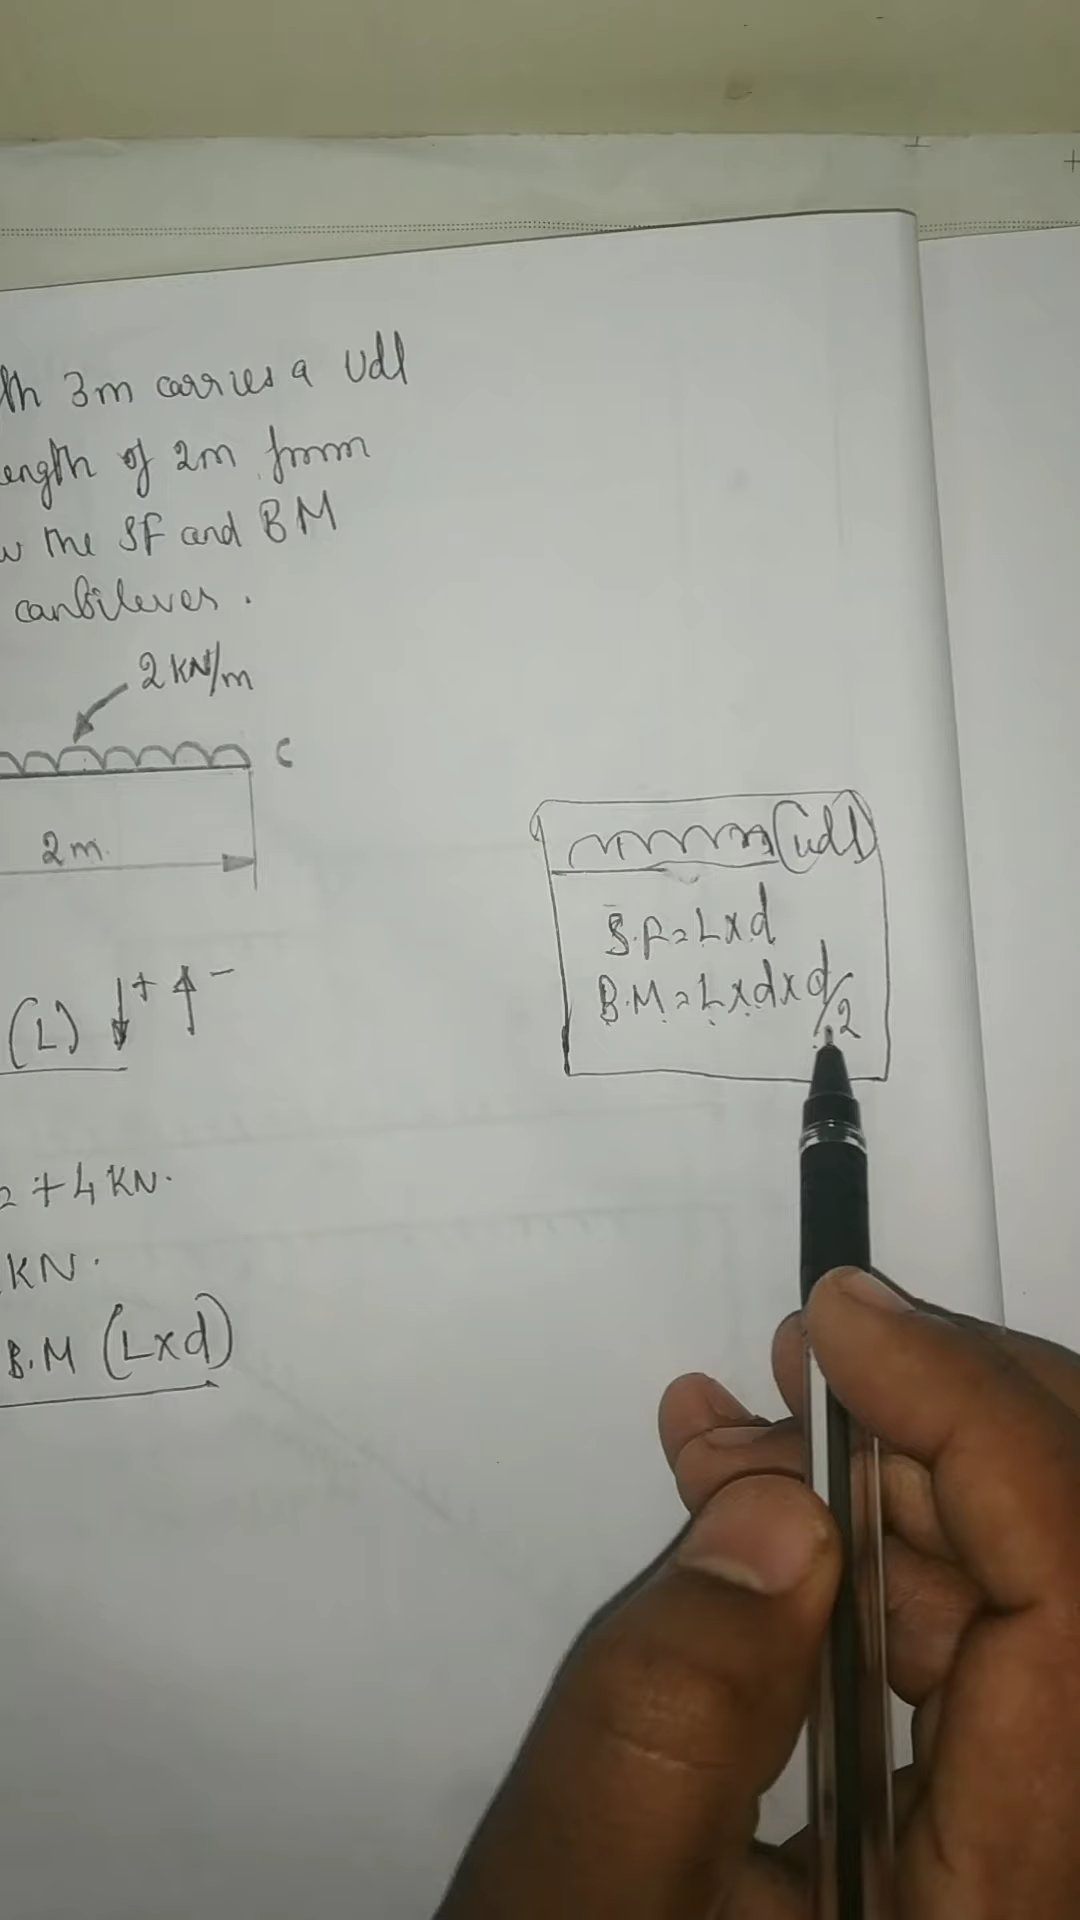 th 3m carries a Udl
ength of 2m from
w the SF and BM
cantilever.
2 KN/m
C
2m.
(udl)
S.F = L x d
B.M = L x d x d/2
(L) ↓+ ↑-
= +4 KN.
KN.
B.M (L x d)